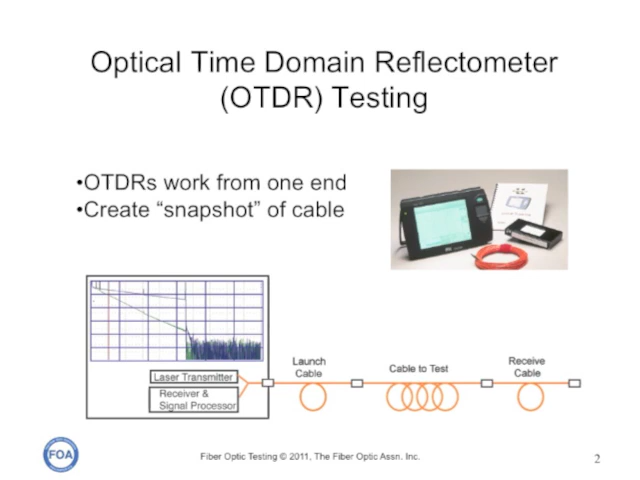 Optical Time Domain Reflectometer
(OTDR) Testing
•OTDRs work from one end
•Create “snapshot” of cable
Launch
Cable
Cable to Test
Receive
Cable
Laser Transmitter
Receiver &
Signal Processor
FOA
Fiber Optic Testing © 2011, The Fiber Optic Assn. Inc.
2